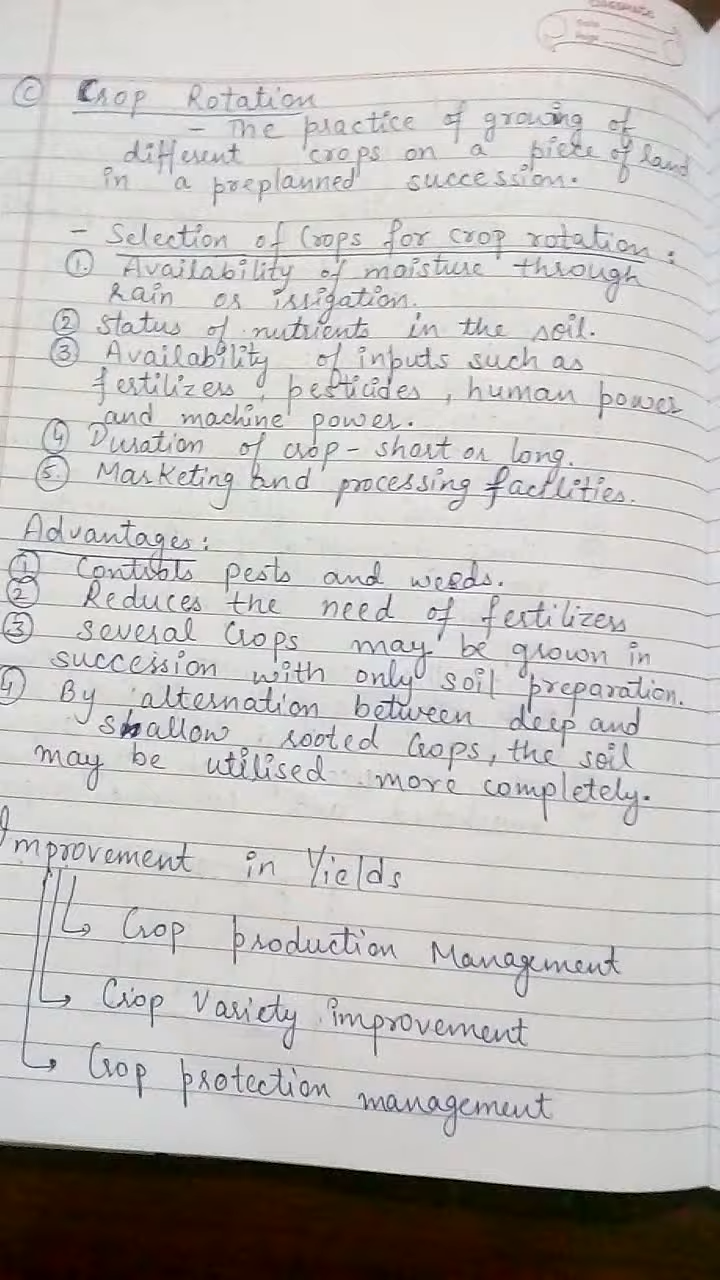 © Crop Rotation
- The practice of growing of
different crops on a piece of land
in a preplanned succession.
- Selection of Crops for crop rotation:
① Availability of moisture through
rain or irrigation.
② Status of nutrients in the soil.
③ Availability of inputs such as
fertilizers, pesticides, human power
and machine power.
④ Duration of crop - short or long.
⑤ Marketing and processing facilities.
Advantages:
① Controls pests and weeds.
② Reduces the need of fertilizers
③ Several Crops may be grown in
succession with only soil preparation.
④ By alternation between deep and
shallow rooted Crops, the soil
may be utilised more completely.
Improvement in Yields
↳ Crop production Management
↳ Crop Variety improvement
↳ Crop protection management